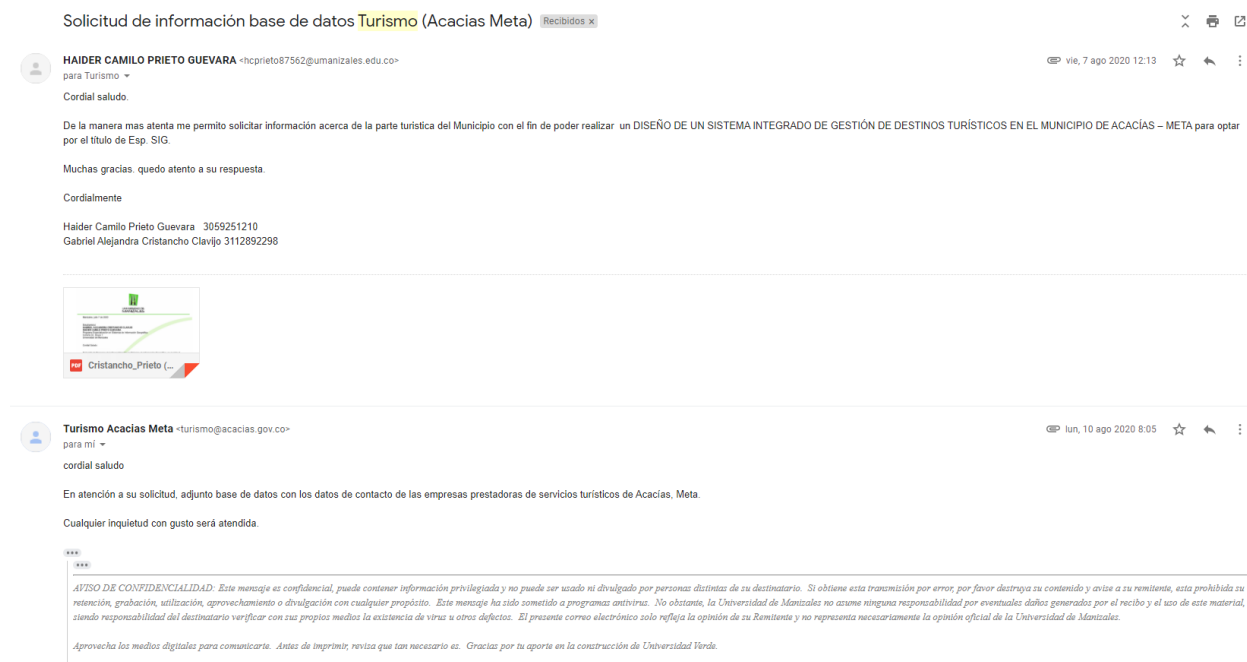 Solicitud de información base de datos Turismo (Acacias Meta) Recibidos x
HAIDER CAMILO PRIETO GUEVARA <hcprieto87562@umanizales.edu.co> vie, 7 ago 2020 12:13
para Turismo
Cordial saludo.
De la manera mas atenta me permito solicitar información acerca de la parte turistica del Municipio con el fin de poder realizar un DISEÑO DE UN SISTEMA INTEGRADO DE GESTIÓN DE DESTINOS TURÍSTICOS EN EL MUNICIPIO DE ACACÍAS – META para optar
por el título de Esp. SIG.
Muchas gracias. quedo atento a su respuesta.
Cordialmente
Haider Camilo Prieto Guevara 3059251210
Gabriel Alejandra Cristancho Clavijo 3112892298
PDF Cristancho_Prieto (...
Turismo Acacias Meta <turismo@acacias.gov.co> lun, 10 ago 2020 8:05
para mí
cordial saludo
En atención a su solicitud, adjunto base de datos con los datos de contacto de las empresas prestadoras de servicios turísticos de Acacías, Meta.
Cualquier inquietud con gusto será atendida.
AVISO DE CONFIDENCIALIDAD: Este mensaje es confidencial, puede contener información privilegiada y no puede ser usado ni divulgado por personas distintas de su destinatario. Si obtiene esta transmisión por error, por favor destruya su contenido y avise a su remitente, esta prohibida su
retención, grabación, utilización, aprovechamiento o divulgación con cualquier propósito. Este mensaje ha sido sometido a programas antivirus. No obstante, la Universidad de Manizales no asume ninguna responsabilidad por eventuales daños generados por el recibo y el uso de este material,
siendo responsabilidad del destinatario verificar con sus propios medios la existencia de virus u otros defectos. El presente correo electrónico solo refleja la opinión de su Remitente y no representa necesariamente la opinión oficial de la Universidad de Manizales.
Aprovecha los medios digitales para comunicarte. Antes de imprimir, revisa que tan necesario es. Gracias por tu aporte en la construcción de Universidad Verde.